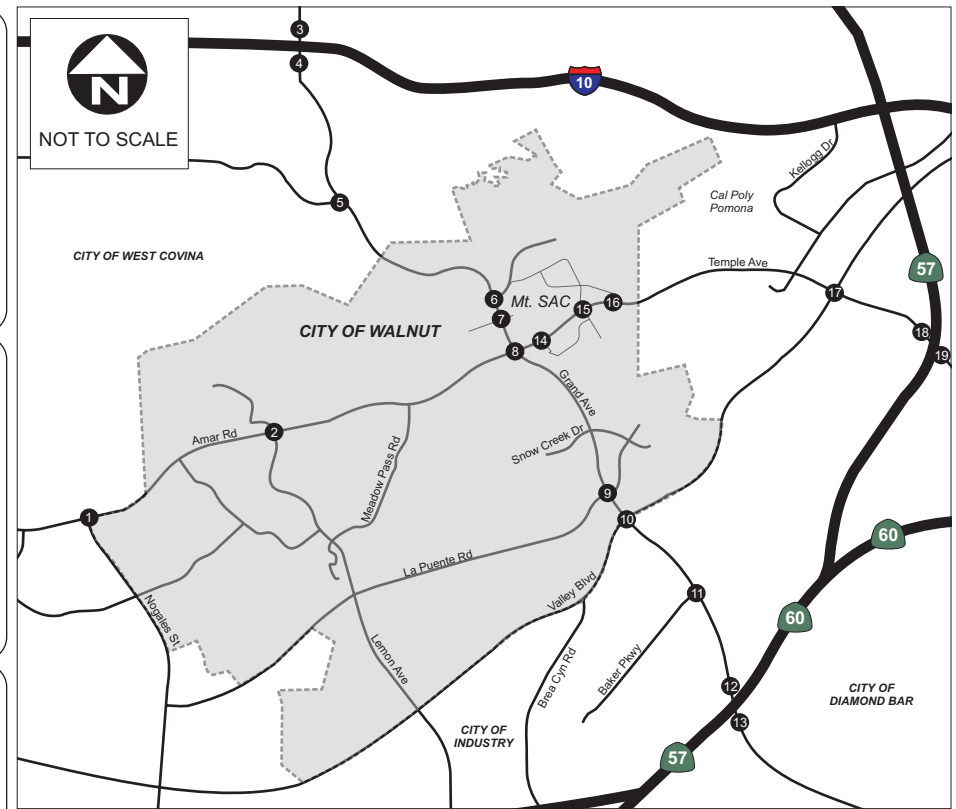 3
4
N
NOT TO SCALE
10
Kellogg Dr
Cal Poly
Pomona
5
CITY OF WEST COVINA
Temple Ave
57
6
Mt. SAC
15
16
17
7
CITY OF WALNUT
14
18
8
19
Grand Ave
Amar Rd
2
Snow Creek Dr
Meadow Pass Rd
9
1
10
60
La Puente Rd
Valley Blvd
11
Nogales St
60
Lemon Ave
Brea Cyn Rd
Baker Pkwy
12
CITY OF
DIAMOND BAR
13
CITY OF
INDUSTRY
57